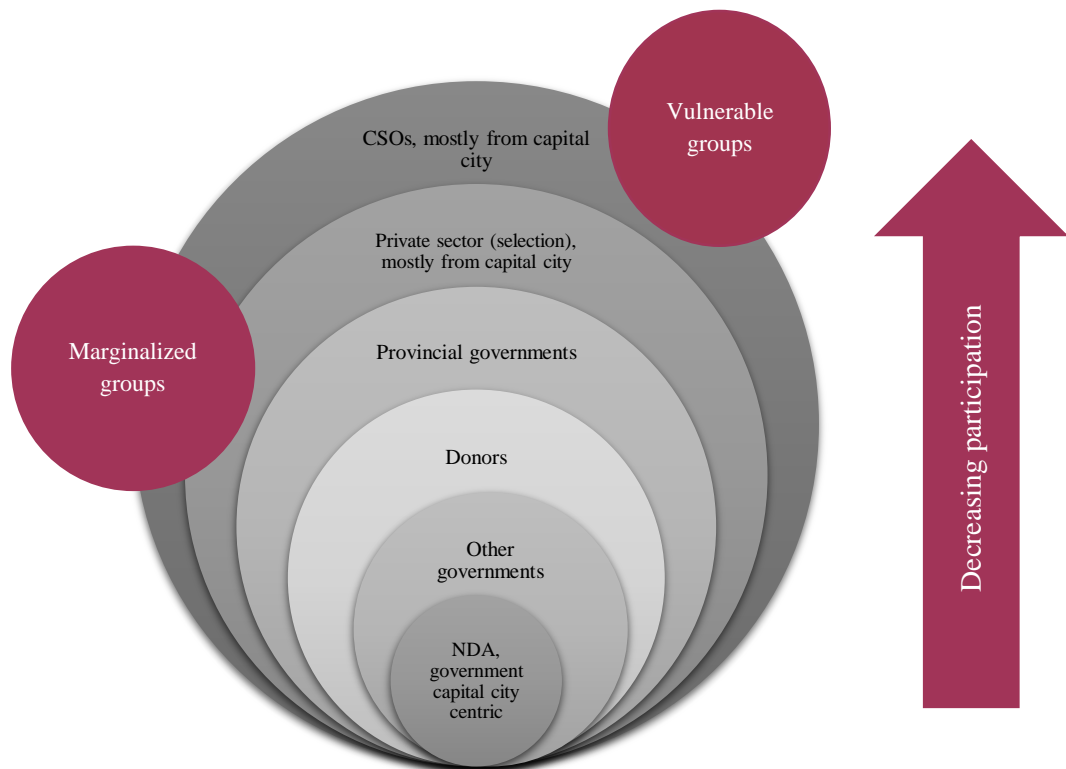 Vulnerable
groups
CSOs, mostly from capital
city
Private sector (selection),
mostly from capital city
Marginalized
groups
Provincial governments
Donors
Other
governments
NDA,
government
capital city
centric
Decreasing participation